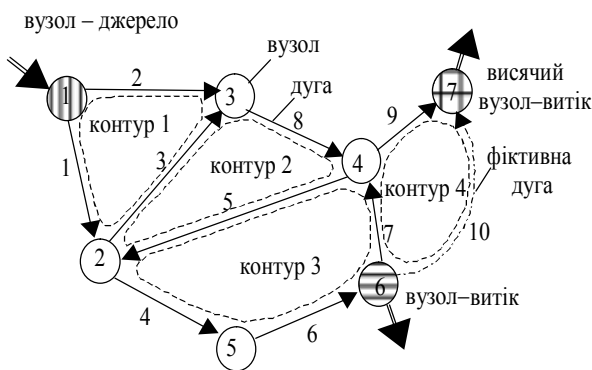 вузол – джерело
вузол
дуга
висячий
вузол–витік
фіктивна
дуга
вузол–витік
контур 1
контур 2
контур 3
контур 4
1
2
3
4
5
6
7
1
2
3
4
5
6
7
8
9
10